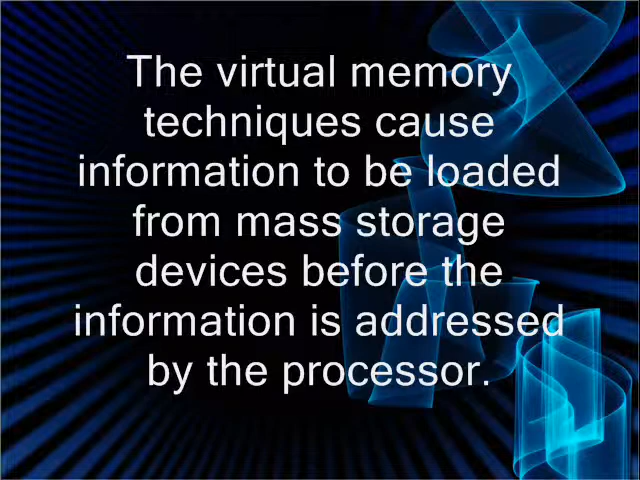 The virtual memory
techniques cause
information to be loaded
from mass storage
devices before the
information is addressed
by the processor.